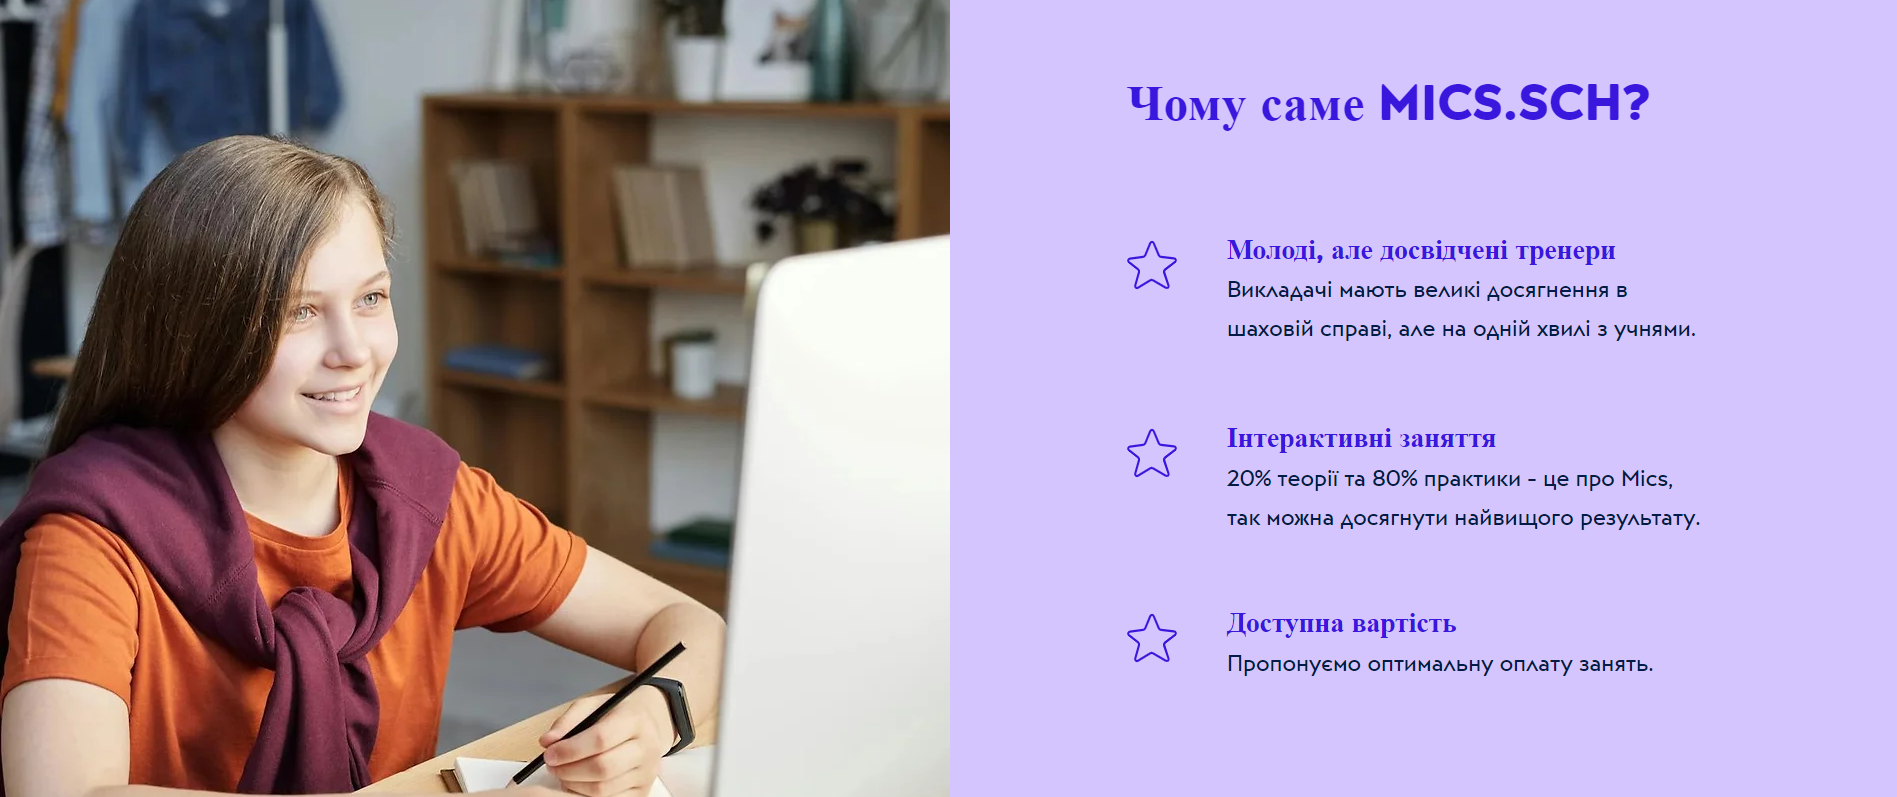 Чому саме MICS.SCH?
Молоді, але досвідчені тренери
Викладачі мають великі досягнення в
шаховій справі, але на одній хвилі з учнями.
Інтерактивні заняття
20% теорії та 80% практики - це про Mics,
так можна досягнути найвищого результату.
Доступна вартість
Пропонуємо оптимальну оплату занять.